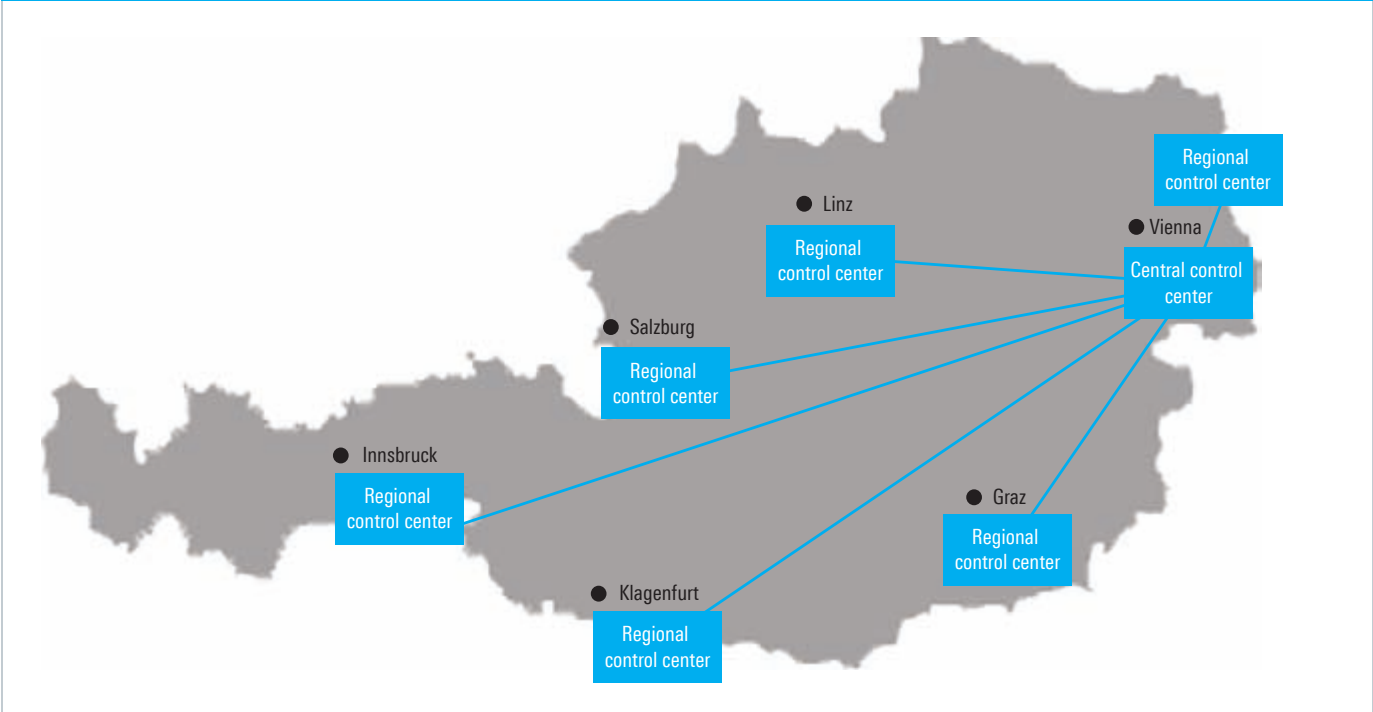 Regional
control center
Linz
Vienna
Regional
control center
Central control
center
Salzburg
Regional
control center
Innsbruck
Regional
control center
Graz
Regional
control center
Klagenfurt
Regional
control center